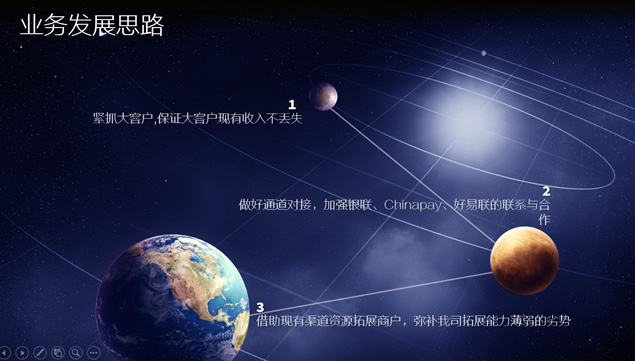 业务发展思路
1
紧抓大客户,保证大客户现有收入不丢失
2
做好通道对接，加强银联、Chinapay、好易联的联系与合
作
3
借助现有渠道资源拓展商户，弥补我司拓展能力薄弱的劣势